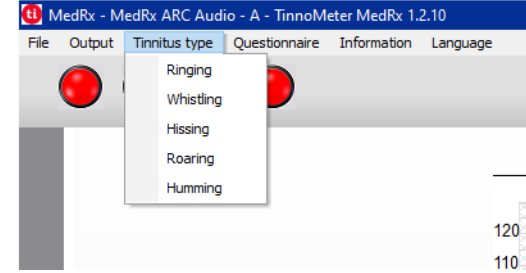 ti MedRx - MedRx ARC Audio - A - TinnoMeter MedRx 1.2.10
File Output Tinnitus type Questionnaire Information Language
Ringing
Whistling
Hissing
Roaring
Humming
120
110